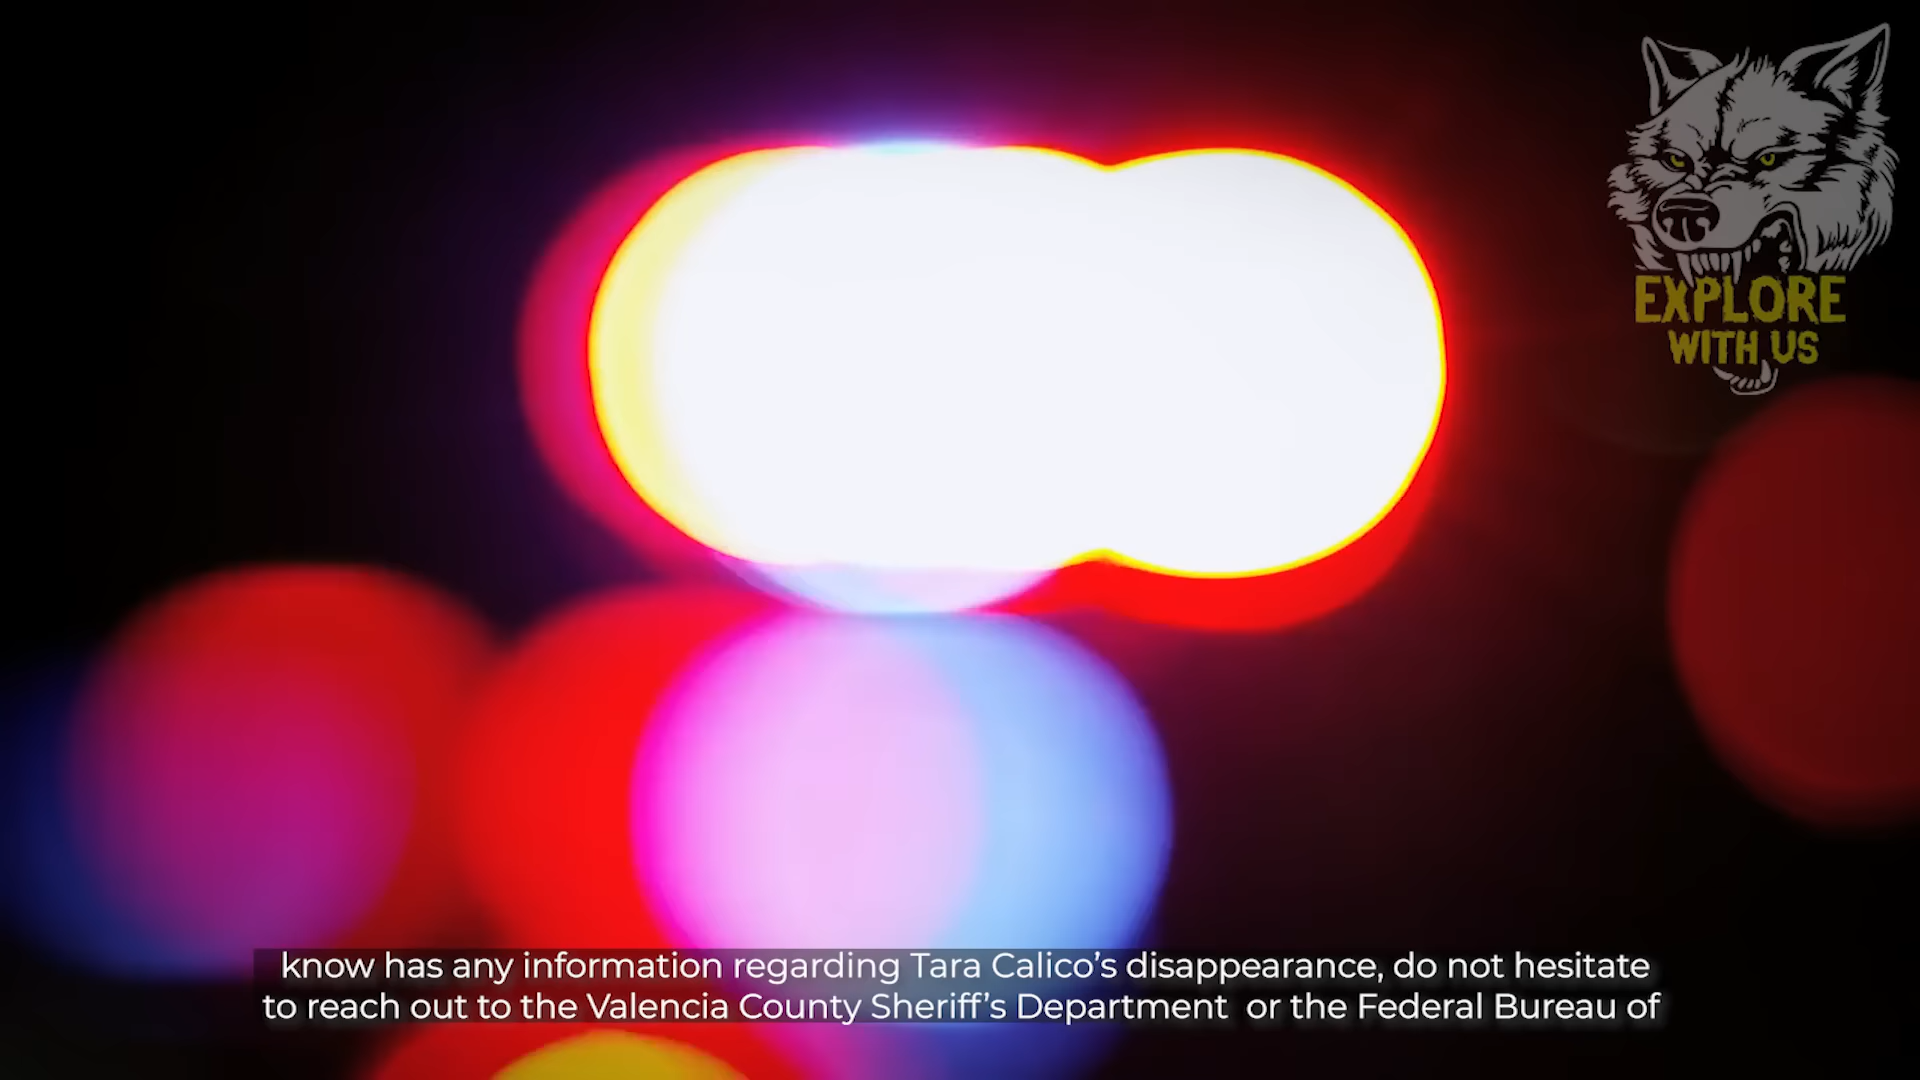 EXPLORE
WITH US
know has any information regarding Tara Calico’s disappearance, do not hesitate
to reach out to the Valencia County Sheriff’s Department or the Federal Bureau of